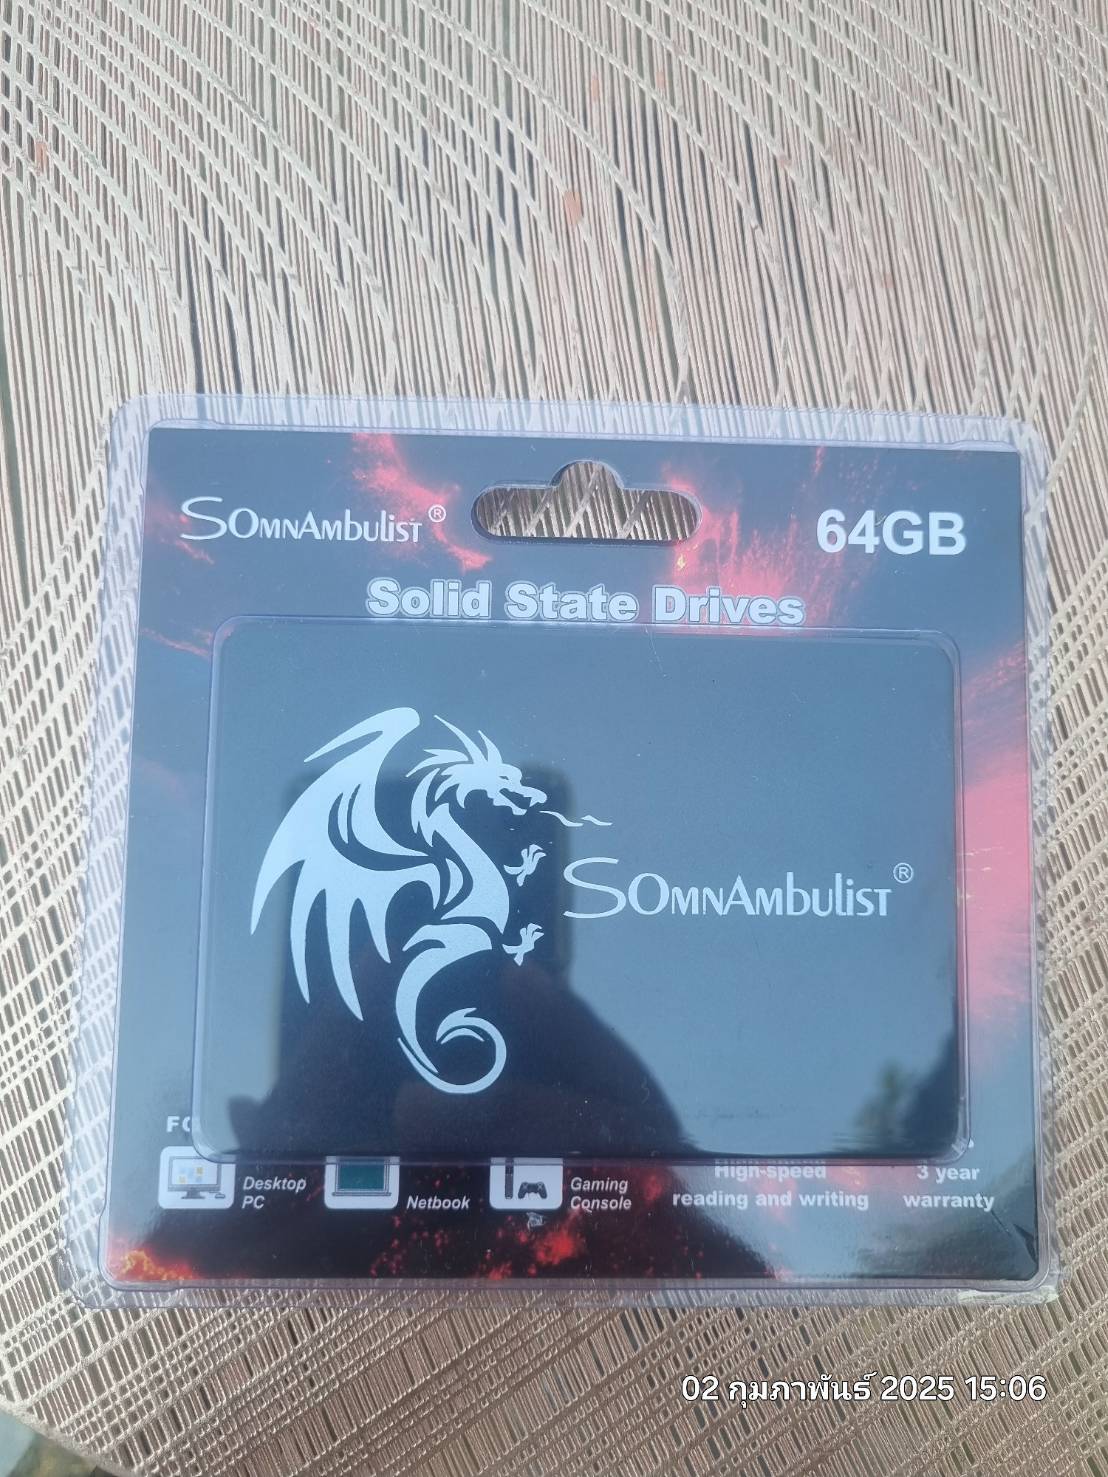 SOMNAMBULIST®
64GB
Solid State Drives
SOMNAMBULIST®
Desktop
PC
Netbook
Gaming
Console
High-speed
reading and writing
3 year
warranty
02 กุมภาพันธ์ 2025 15:06